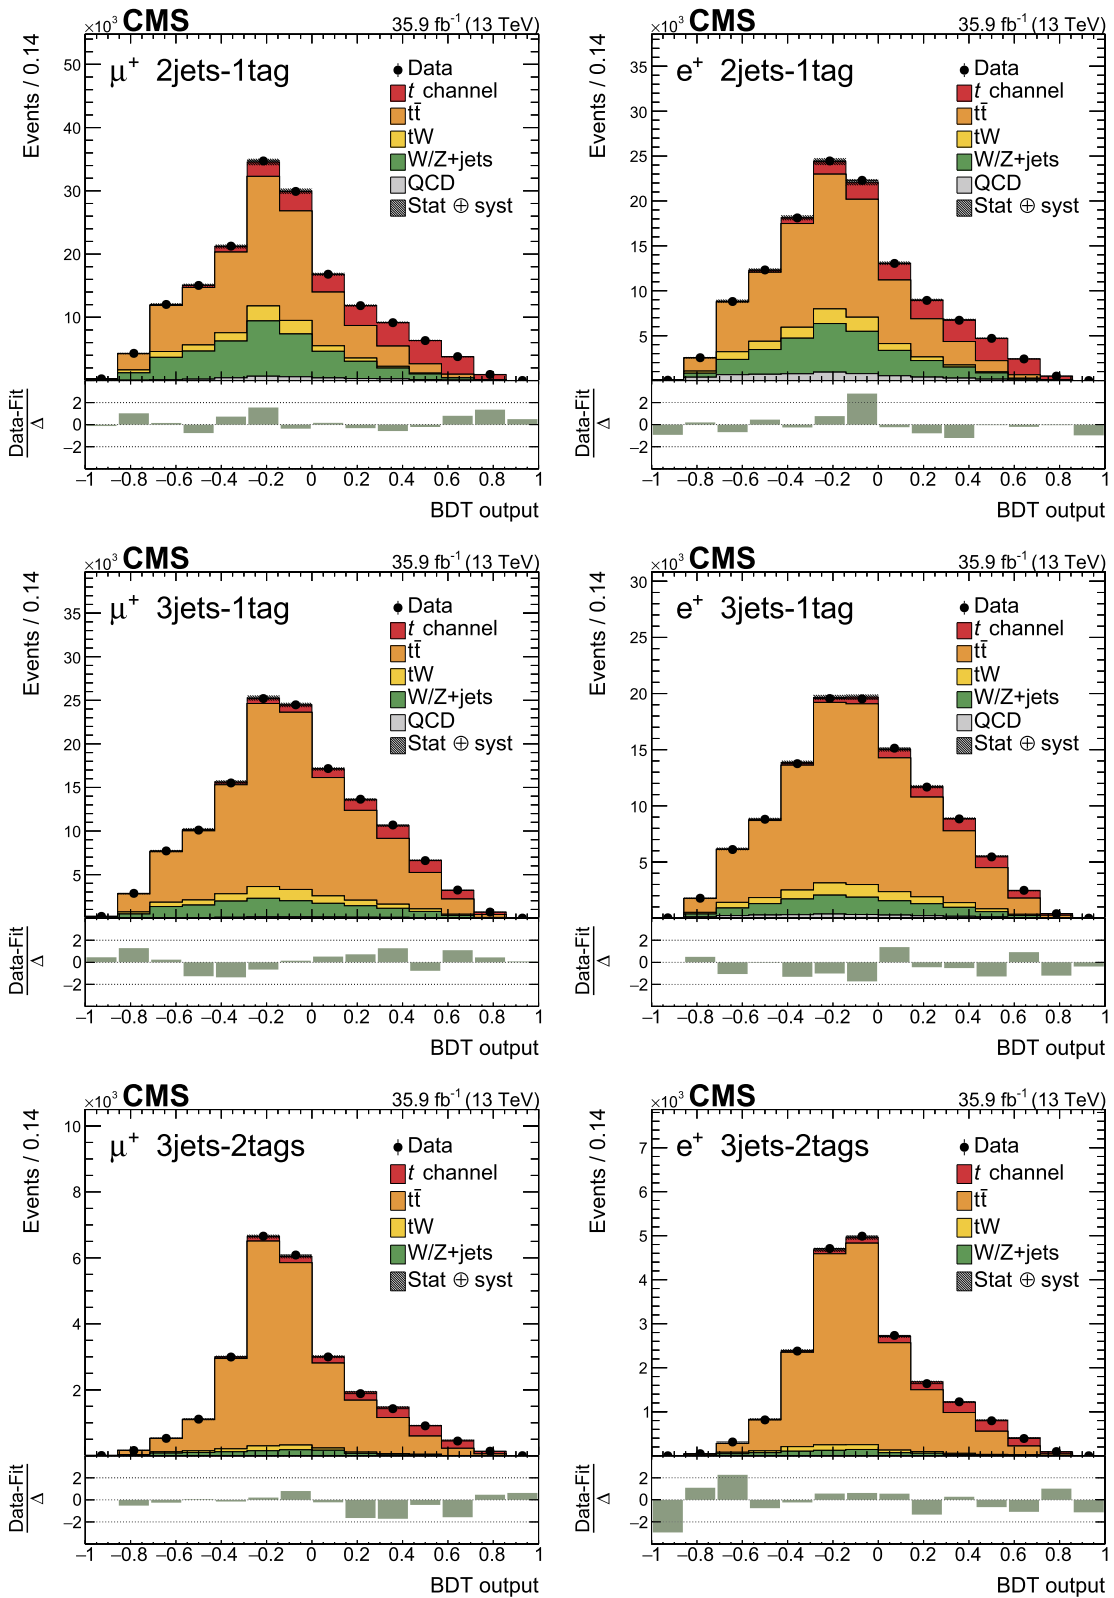 ×10³ CMS 35.9 fb⁻¹ (13 TeV)
Events / 0.14
μ⁺ 2jets-1tag
Data
t channel
tt̄
tW
W/Z+jets
QCD
Stat ⊕ syst
50
40
30
20
10
Data-Fit
Δ
2
0
−2
−1 −0.8 −0.6 −0.4 −0.2 0 0.2 0.4 0.6 0.8 1
BDT output
×10³ CMS 35.9 fb⁻¹ (13 TeV)
Events / 0.14
e⁺ 2jets-1tag
Data
t channel
tt̄
tW
W/Z+jets
QCD
Stat ⊕ syst
35
30
25
20
15
10
5
Data-Fit
Δ
2
0
−2
−1 −0.8 −0.6 −0.4 −0.2 0 0.2 0.4 0.6 0.8 1
BDT output
×10³ CMS 35.9 fb⁻¹ (13 TeV)
Events / 0.14
μ⁺ 3jets-1tag
Data
t channel
tt̄
tW
W/Z+jets
QCD
Stat ⊕ syst
35
30
25
20
15
10
5
Data-Fit
Δ
2
0
−2
−1 −0.8 −0.6 −0.4 −0.2 0 0.2 0.4 0.6 0.8 1
BDT output
×10³ CMS 35.9 fb⁻¹ (13 TeV)
Events / 0.14
e⁺ 3jets-1tag
Data
t channel
tt̄
tW
W/Z+jets
QCD
Stat ⊕ syst
30
25
20
15
10
5
Data-Fit
Δ
2
0
−2
−1 −0.8 −0.6 −0.4 −0.2 0 0.2 0.4 0.6 0.8 1
BDT output
×10³ CMS 35.9 fb⁻¹ (13 TeV)
Events / 0.14
μ⁺ 3jets-2tags
Data
t channel
tt̄
tW
W/Z+jets
Stat ⊕ syst
10
8
6
4
2
Data-Fit
Δ
2
0
−2
−1 −0.8 −0.6 −0.4 −0.2 0 0.2 0.4 0.6 0.8 1
BDT output
×10³ CMS 35.9 fb⁻¹ (13 TeV)
Events / 0.14
e⁺ 3jets-2tags
Data
t channel
tt̄
tW
W/Z+jets
Stat ⊕ syst
7
6
5
4
3
2
1
Data-Fit
Δ
2
0
−2
−1 −0.8 −0.6 −0.4 −0.2 0 0.2 0.4 0.6 0.8 1
BDT output